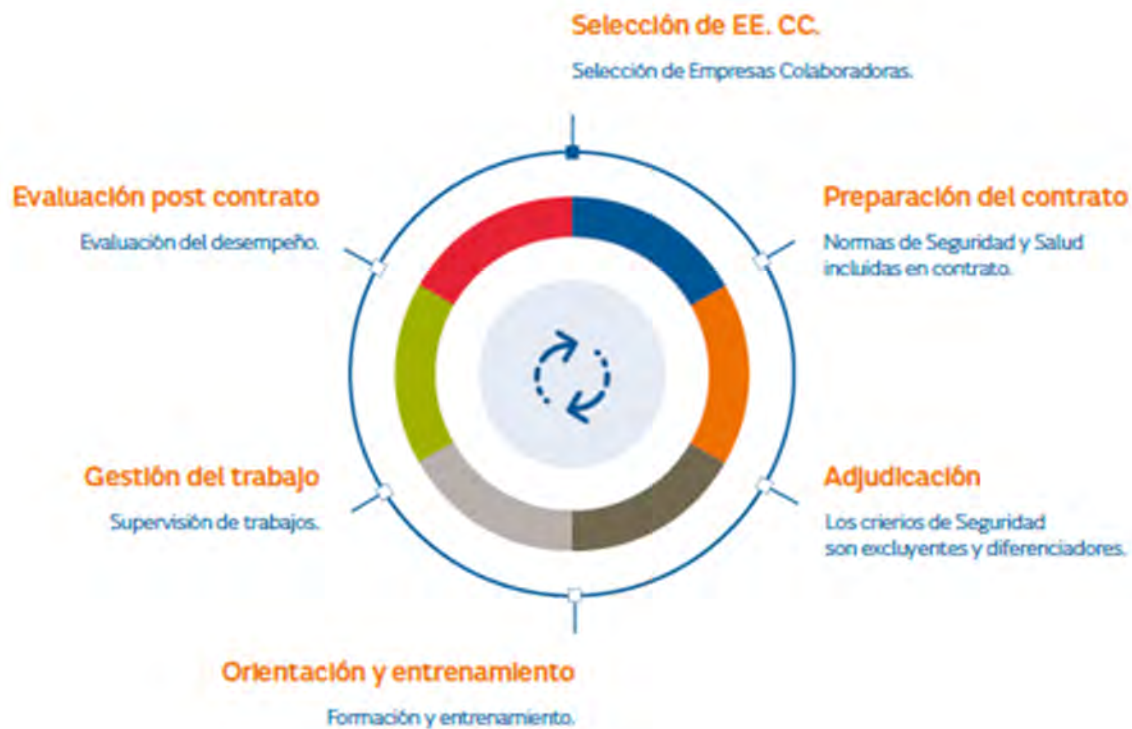 Selección de EE. CC.
Selección de Empresas Colaboradoras.
Preparación del contrato
Normas de Seguridad y Salud
incluidas en contrato.
Adjudicación
Los crierios de Seguridad
son excluyentes y diferenciadores.
Orientación y entrenamiento
Formación y entrenamiento.
Gestión del trabajo
Supervisión de trabajos.
Evaluación post contrato
Evaluación del desempeño.